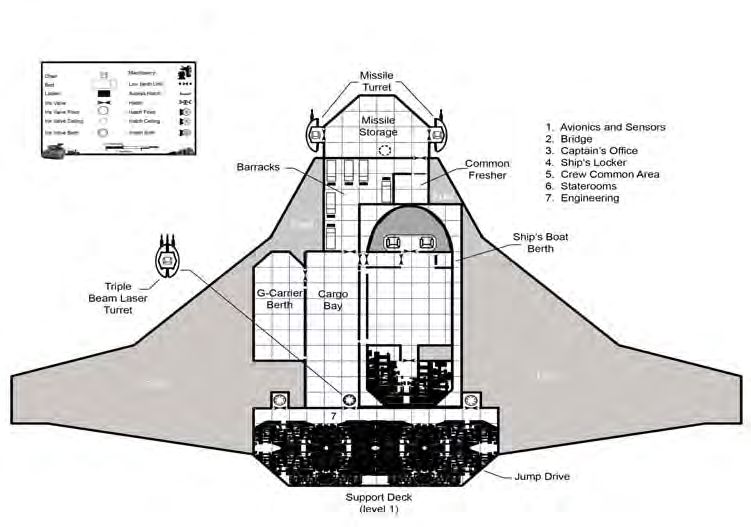 Missile
Turret
Chair
Machinery
Bed
Low Berth Unit
Locker
Access Hatch
Iris Valve
Hatch
Iris Valve Floor
Hatch Floor
Iris Valve Ceiling
Hatch Ceiling
Iris Valve Both
Hatch Both
Missile
Storage
1. Avionics and Sensors
2. Bridge
3. Captain's Office
4. Ship's Locker
5. Crew Common Area
6. Staterooms
7. Engineering
Barracks
Common
Fresher
Ship's Boat
Berth
Triple
Beam Laser
Turret
G-Carrier
Berth
Cargo
Bay
7
Jump Drive
Support Deck
(level 1)